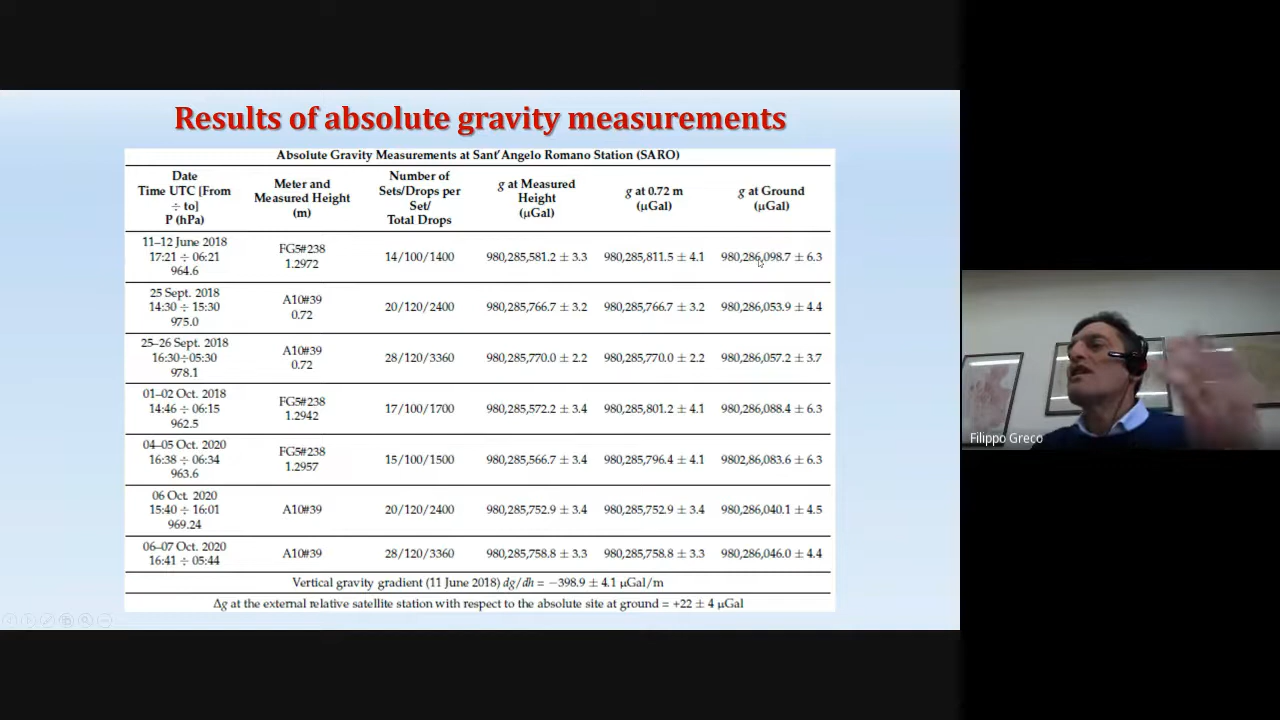 Results of absolute gravity measurements
Absolute Gravity Measurements at Sant'Angelo Romano Station (SARO)
Date
Time UTC [From
÷ to]
P (hPa)
Meter and
Measured Height
(m)
Number of
Sets/Drops per
Set/
Total Drops
g at Measured
Height
(µGal)
g at 0.72 m
(µGal)
g at Ground
(µGal)
11–12 June 2018
17:21 ÷ 06:21
964.6
FG5#238
1.2972
14/100/1400
980,285,581.2 ± 3.3
980,285,811.5 ± 4.1
980,286,098.7 ± 6.3
25 Sept. 2018
14:30 ÷ 15:30
975.0
A10#39
0.72
20/120/2400
980,285,766.7 ± 3.2
980,285,766.7 ± 3.2
980,286,053.9 ± 4.4
25–26 Sept. 2018
16:30÷05:30
978.1
A10#39
0.72
28/120/3360
980,285,770.0 ± 2.2
980,285,770.0 ± 2.2
980,286,057.2 ± 3.7
01–02 Oct. 2018
14:46 ÷ 06:15
962.5
FG5#238
1.2942
17/100/1700
980,285,572.2 ± 3.4
980,285,801.2 ± 4.1
980,286,088.4 ± 6.3
04–05 Oct. 2020
16:38 ÷ 06:34
963.6
FG5#238
1.2957
15/100/1500
980,285,566.7 ± 3.4
980,285,796.4 ± 4.1
9802,86,083.6 ± 6.3
06 Oct. 2020
15:40 ÷ 16:01
969.24
A10#39
20/120/2400
980,285,752.9 ± 3.4
980,285,752.9 ± 3.4
980,286,040.1 ± 4.5
06–07 Oct. 2020
16:41 ÷ 05:44
A10#39
28/120/3360
980,285,758.8 ± 3.3
980,285,758.8 ± 3.3
980,286,046.0 ± 4.4
Vertical gravity gradient (11 June 2018) dg/dh = −398.9 ± 4.1 µGal/m
Δg at the external relative satellite station with respect to the absolute site at ground = +22 ± 4 µGal
Filippo Greco